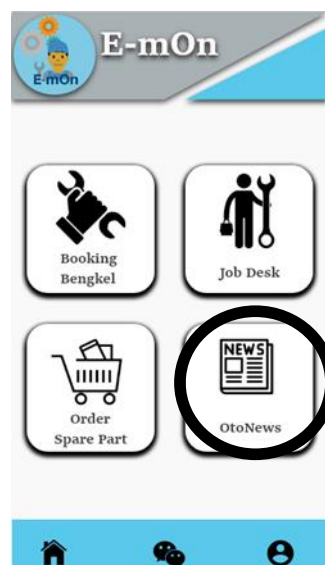 E-mOn
E-mOn
Booking
Bengkel
Job Desk
Order
Spare Part
NEWS
OtoNews